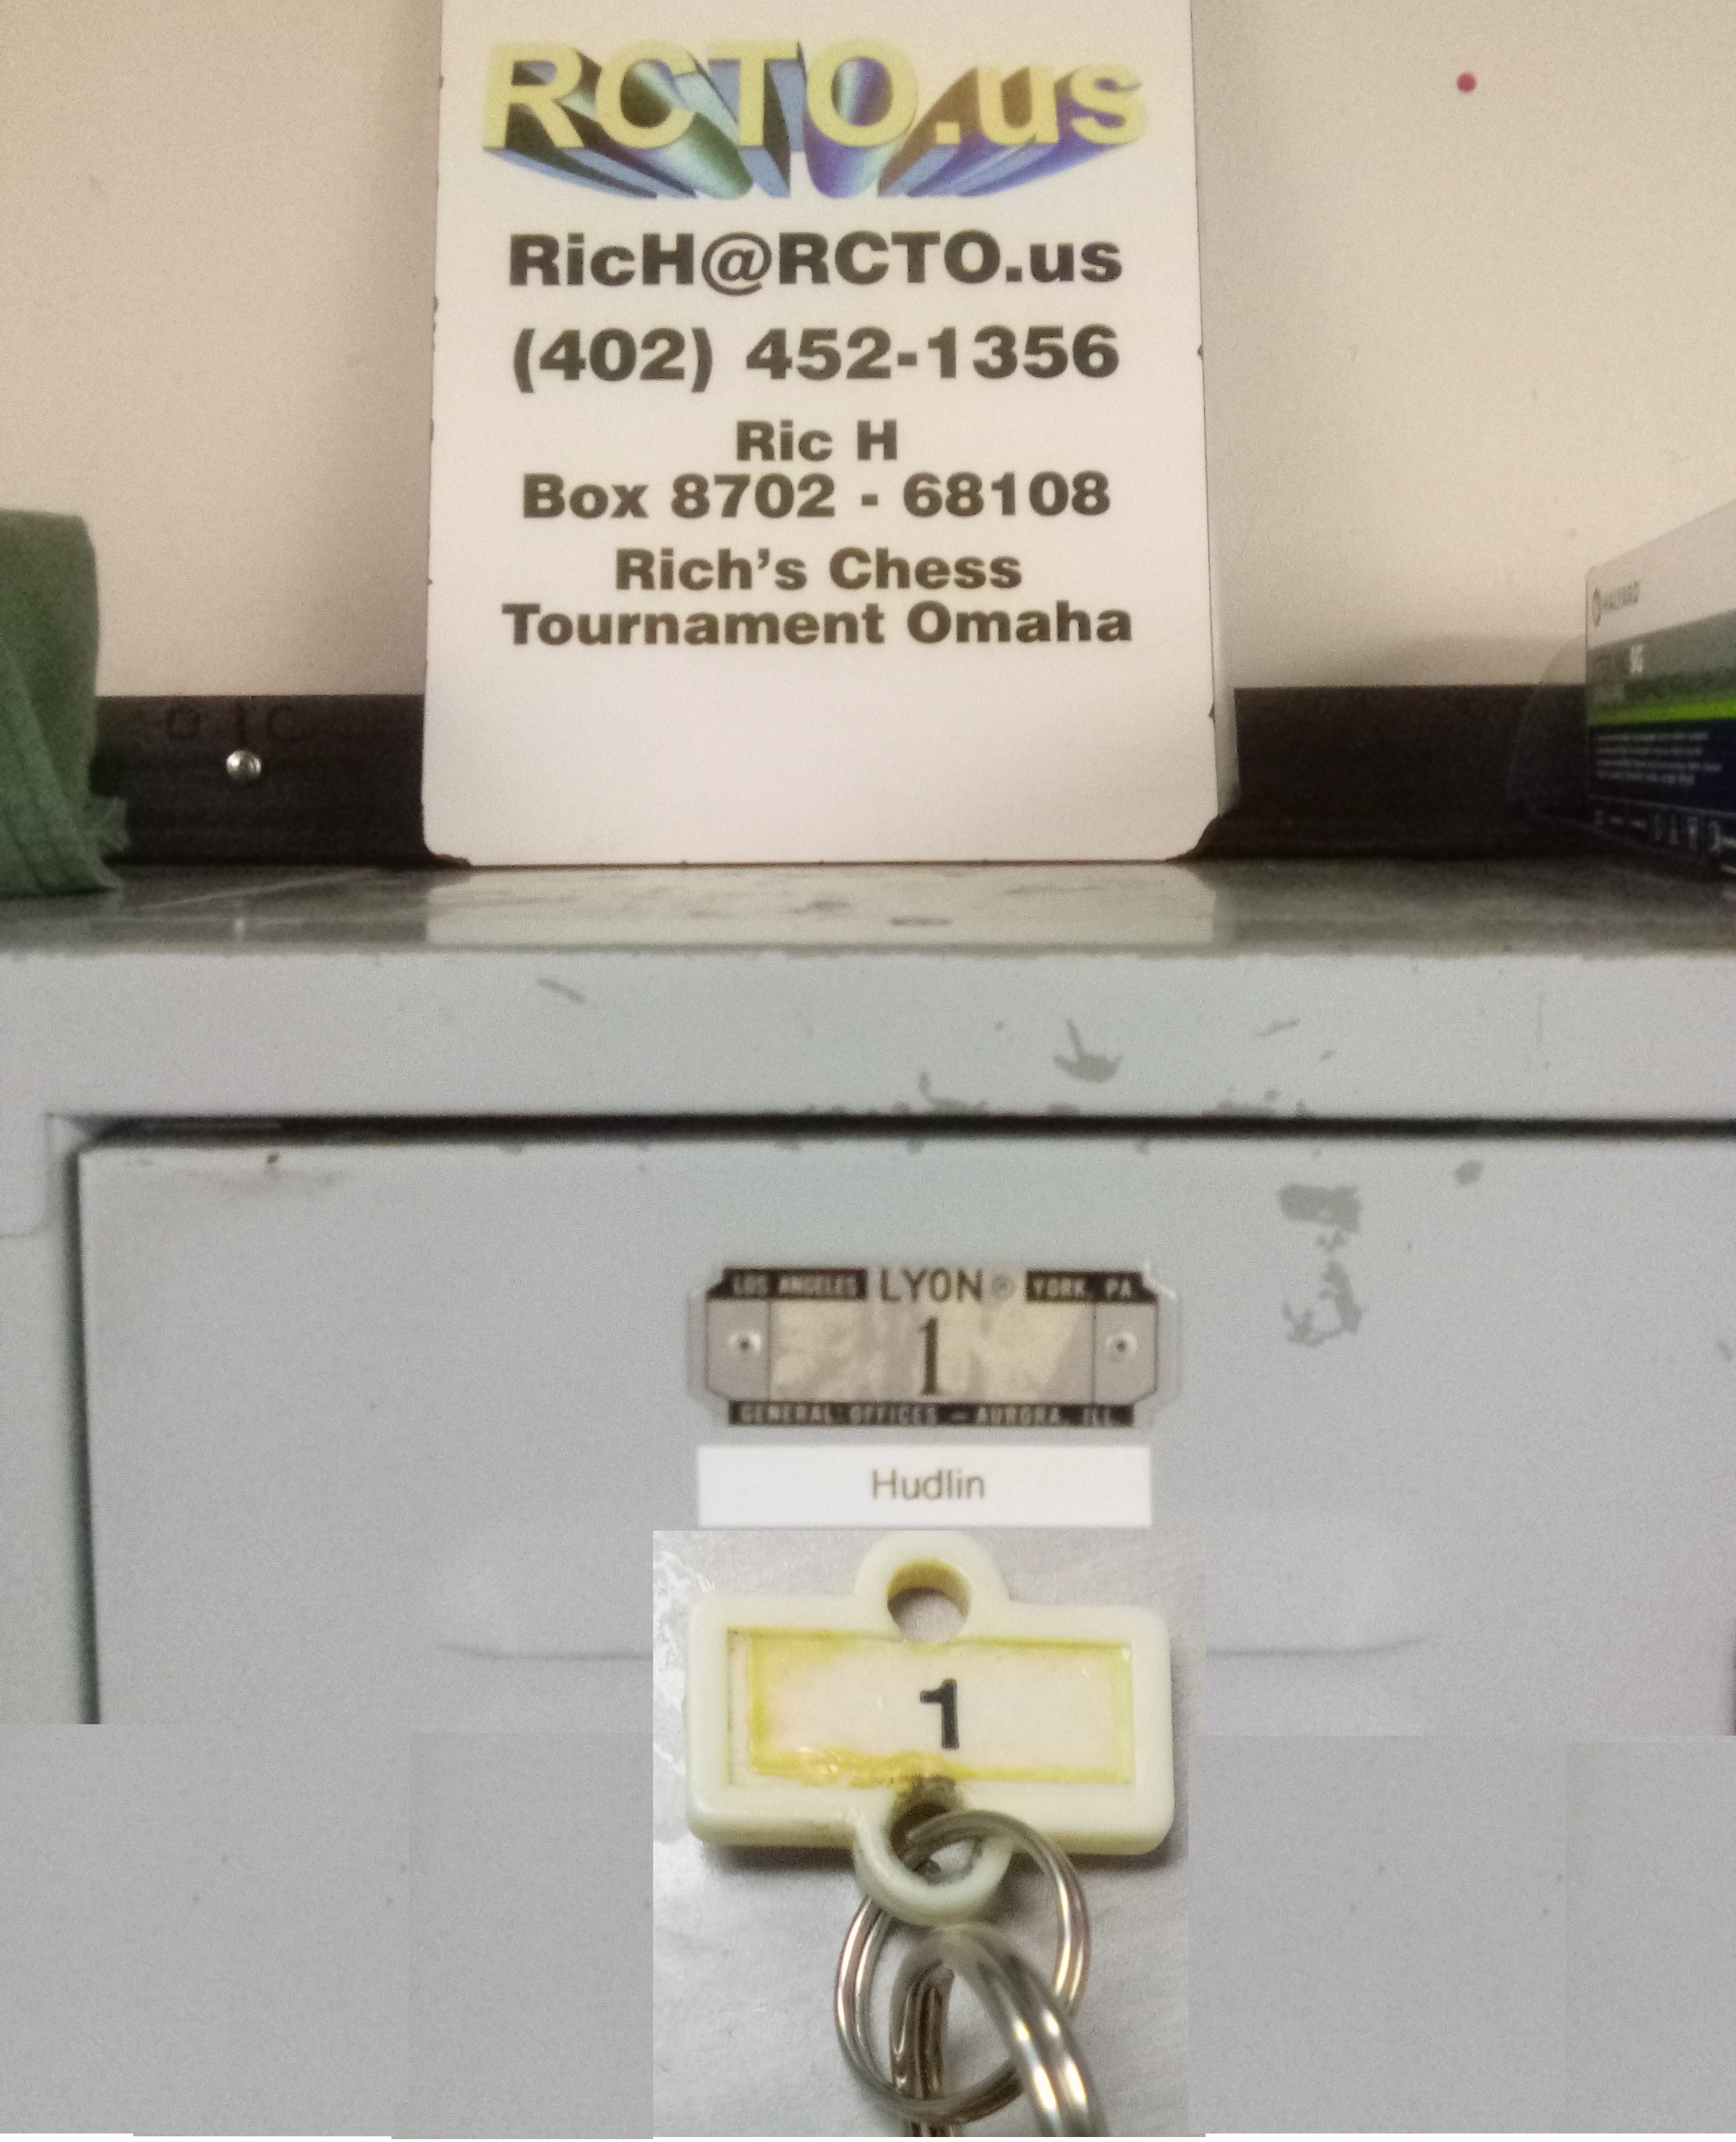 RCTO.us
RicH@RCTO.us
(402) 452-1356
Ric H
Box 8702 - 68108
Rich's Chess
Tournament Omaha
HALYARD
LOS ANGELES LYON ® YORK, PA.
1
GENERAL OFFICES — AURORA, ILL.
Hudlin
1